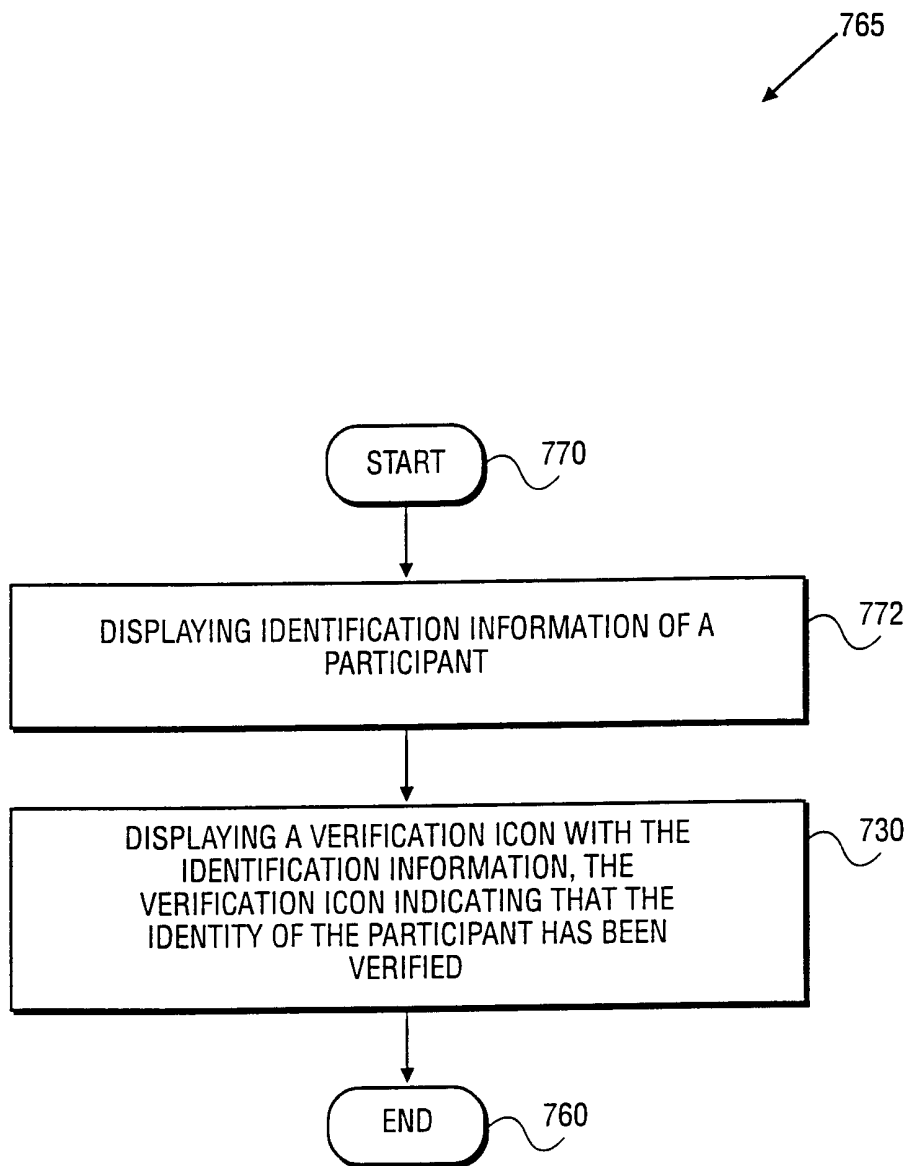 765
START
770
DISPLAYING IDENTIFICATION INFORMATION OF A
PARTICIPANT
772
DISPLAYING A VERIFICATION ICON WITH THE
IDENTIFICATION INFORMATION, THE
VERIFICATION ICON INDICATING THAT THE
IDENTITY OF THE PARTICIPANT HAS BEEN
VERIFIED
730
END
760